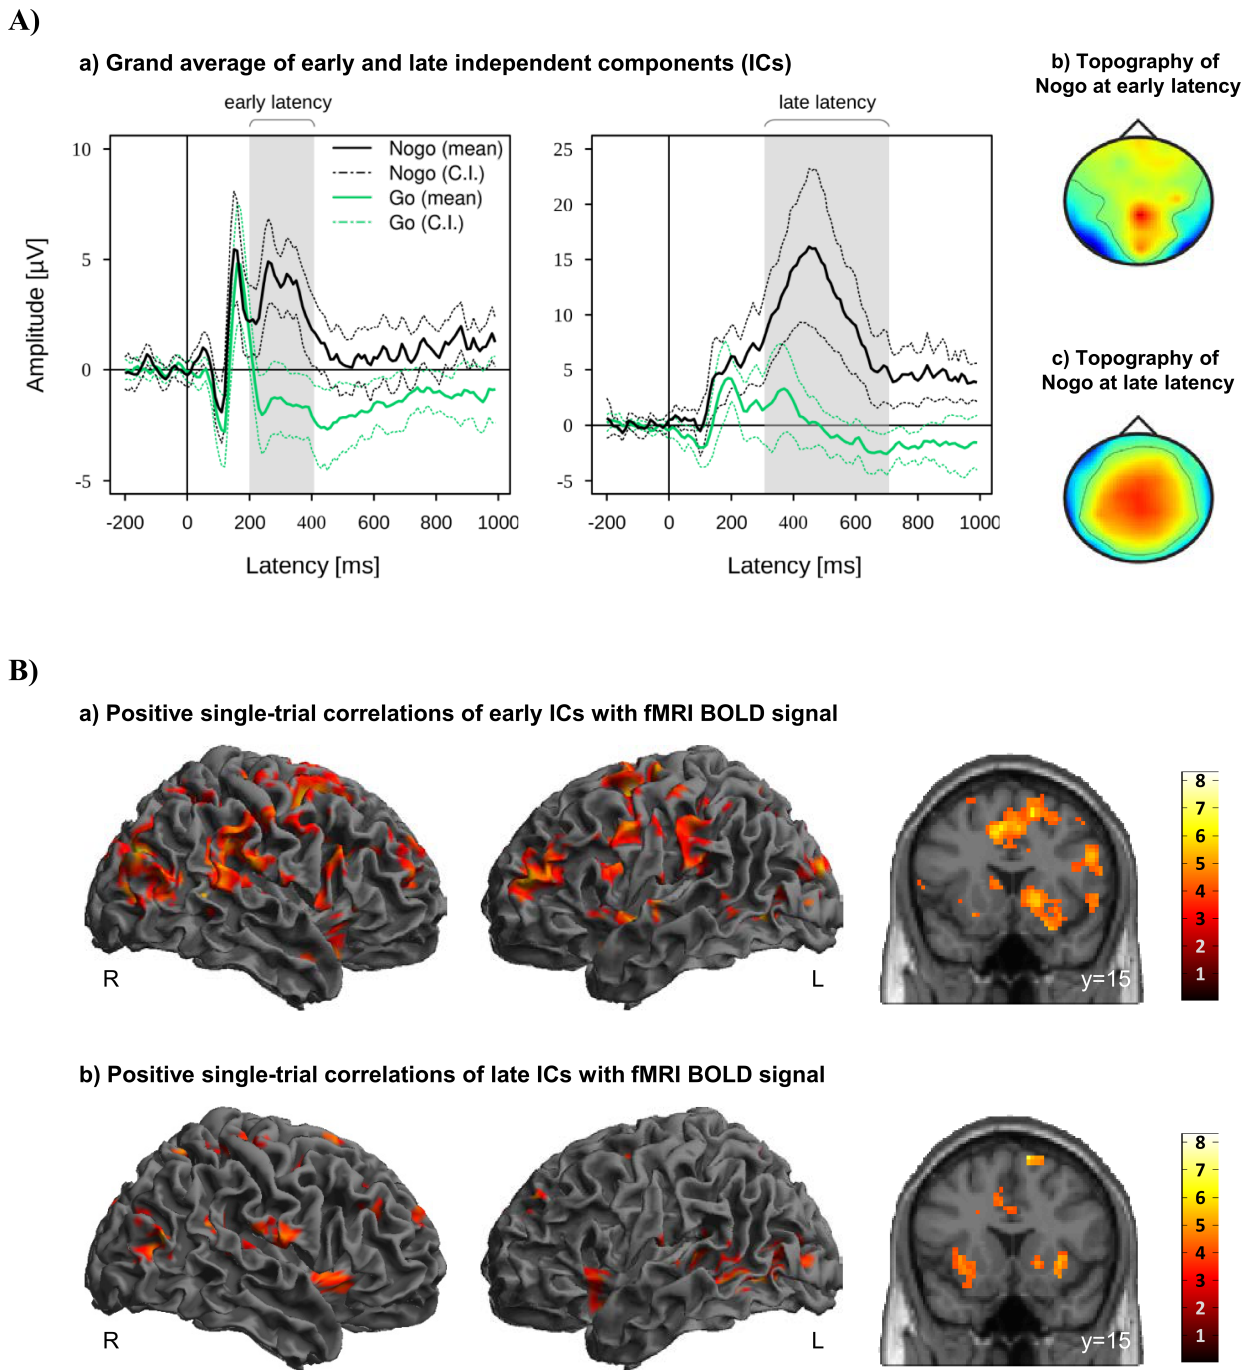 A)
a) Grand average of early and late independent components (ICs)
b) Topography of
Nogo at early latency
early latency
late latency
Nogo (mean)
Nogo (C.I.)
Go (mean)
Go (C.I.)
Amplitude [µV]
10
5
0
-5
-200 0 200 400 600 800 1000
Latency [ms]
25
20
15
10
5
0
-5
-200 0 200 400 600 800 1000
Latency [ms]
c) Topography of
Nogo at late latency
B)
a) Positive single-trial correlations of early ICs with fMRI BOLD signal
R
L
y=15
8
7
6
5
4
3
2
1
b) Positive single-trial correlations of late ICs with fMRI BOLD signal
R
L
y=15
8
7
6
5
4
3
2
1